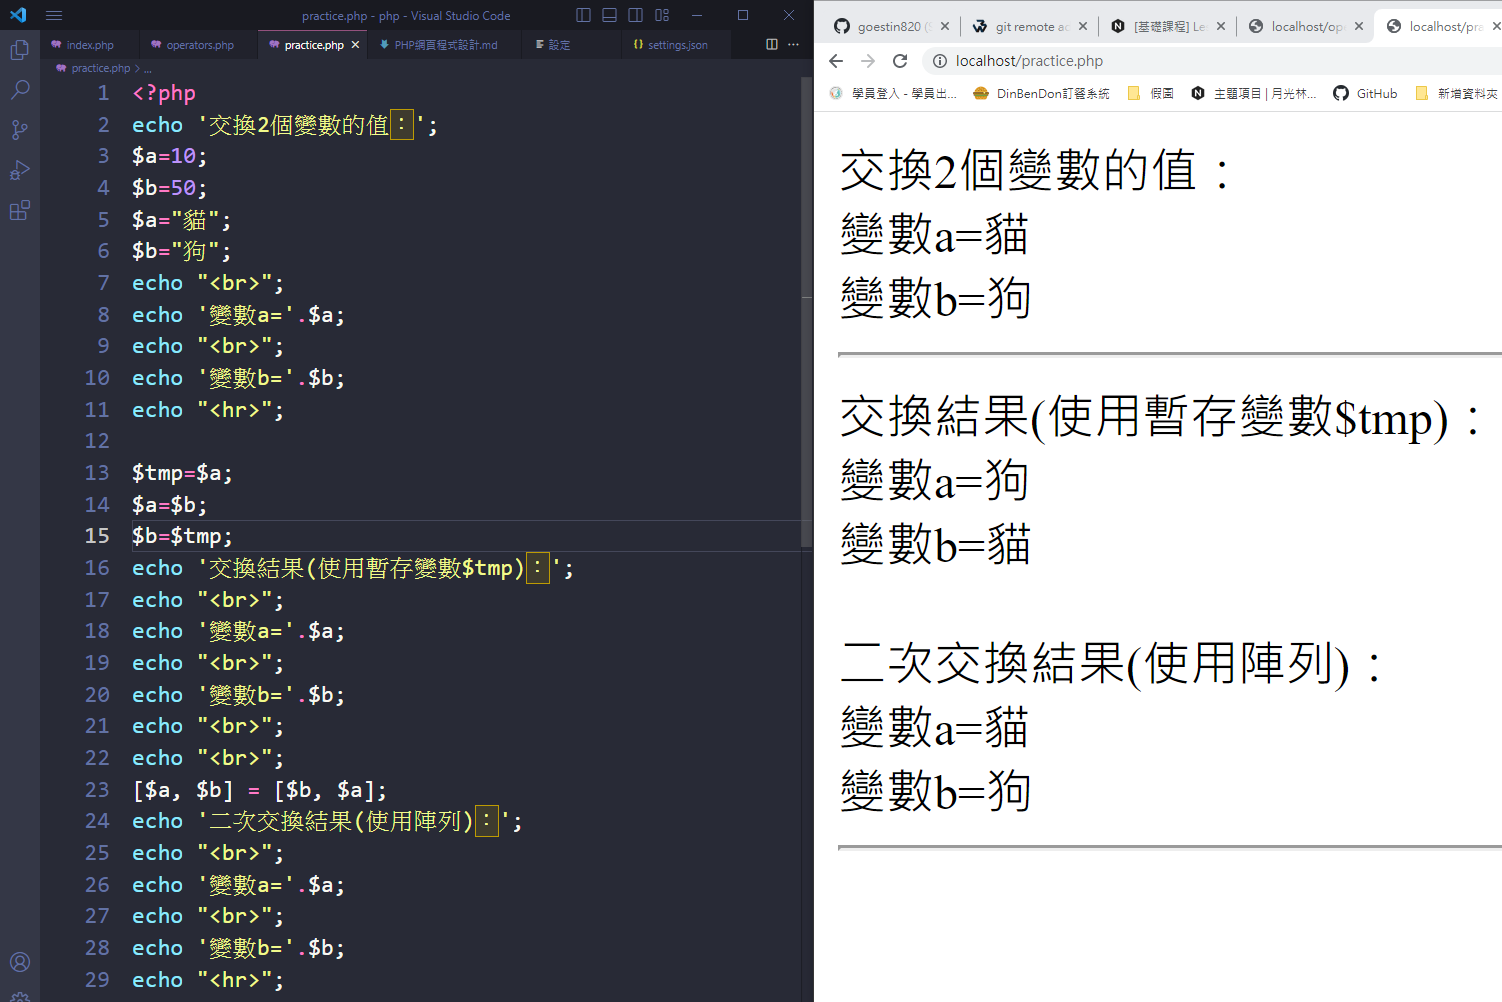 practice.php - php - Visual Studio Code
index.php
operators.php
practice.php
PHP網頁程式設計.md
設定
settings.json
practice.php > ...
1 <?php
2 echo '交換2個變數的值：';
3 $a=10;
4 $b=50;
5 $a="貓";
6 $b="狗";
7 echo "<br>";
8 echo '變數a='.$a;
9 echo "<br>";
10 echo '變數b='.$b;
11 echo "<hr>";
12
13 $tmp=$a;
14 $a=$b;
15 $b=$tmp;
16 echo '交換結果(使用暫存變數$tmp)：';
17 echo "<br>";
18 echo '變數a='.$a;
19 echo "<br>";
20 echo '變數b='.$b;
21 echo "<br>";
22 echo "<br>";
23 [$a, $b] = [$b, $a];
24 echo '二次交換結果(使用陣列)：';
25 echo "<br>";
26 echo '變數a='.$a;
27 echo "<br>";
28 echo '變數b='.$b;
29 echo "<hr>";
goestin820 (
git remote ac
[基礎課程] Le
localhost/op
localhost/pra
localhost/practice.php
學員登入 - 學員出...
DinBenDon訂餐系統
假圖
主題項目 | 月光林...
GitHub
新增資料夾
交換2個變數的值：
變數a=貓
變數b=狗
交換結果(使用暫存變數$tmp)：
變數a=狗
變數b=貓
二次交換結果(使用陣列)：
變數a=貓
變數b=狗